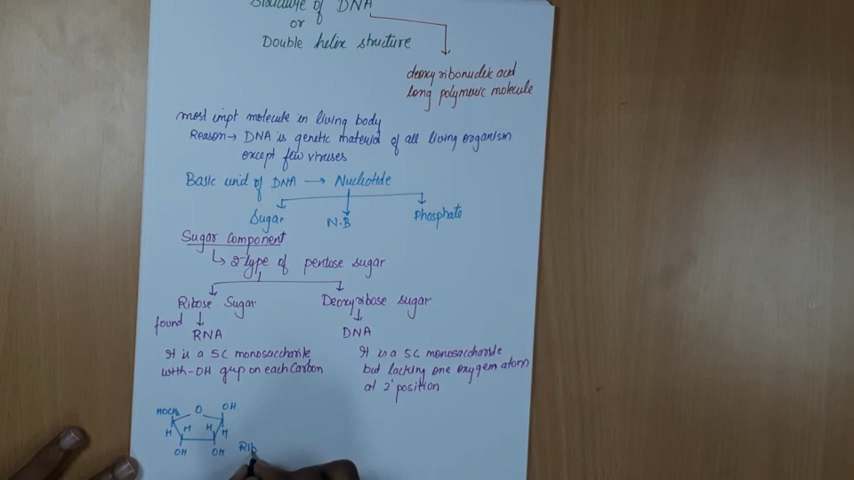 Structure of DNA
or
Double helix structure
deoxyribonucleic acid
long polymeric molecule
most impt molecule in living body
Reason → DNA is genetic material of all living organism
except few viruses
Basic unit of DNA → Nucleotide
Sugar N.B Phosphate
Sugar component
2-type of pentose sugar
Ribose Sugar Deoxyribose sugar
found
RNA DNA
It is a 5C monosaccharide
with -OH grup on each Carbon
It is a 5C monosaccharide
but lacking one oxygen atom
at 2' position
HOCH₂ O OH
H H H H
OH OH Rib